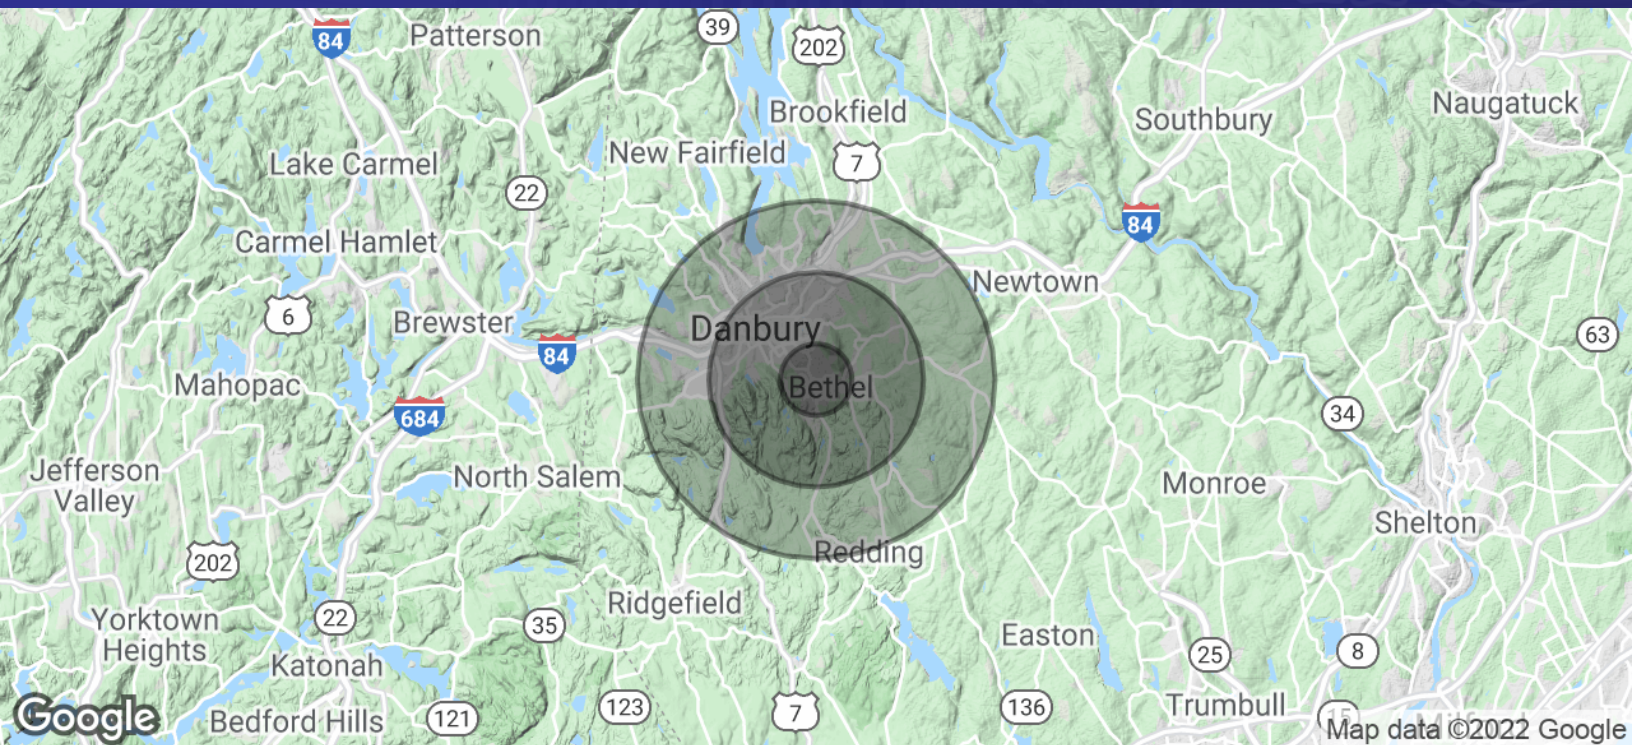 39
84
Patterson
202
Naugatuck
Brookfield
Southbury
New Fairfield
7
Lake Carmel
22
84
Carmel Hamlet
Newtown
6
Brewster
Danbury
63
84
Mahopac
Bethel
684
34
Jefferson
Valley
North Salem
Monroe
Shelton
202
Redding
Ridgefield
22
35
Yorktown
Heights
Easton
8
25
Katonah
Trumbull
123
136
7
121
15
Google
Bedford Hills
Map data ©2022 Google